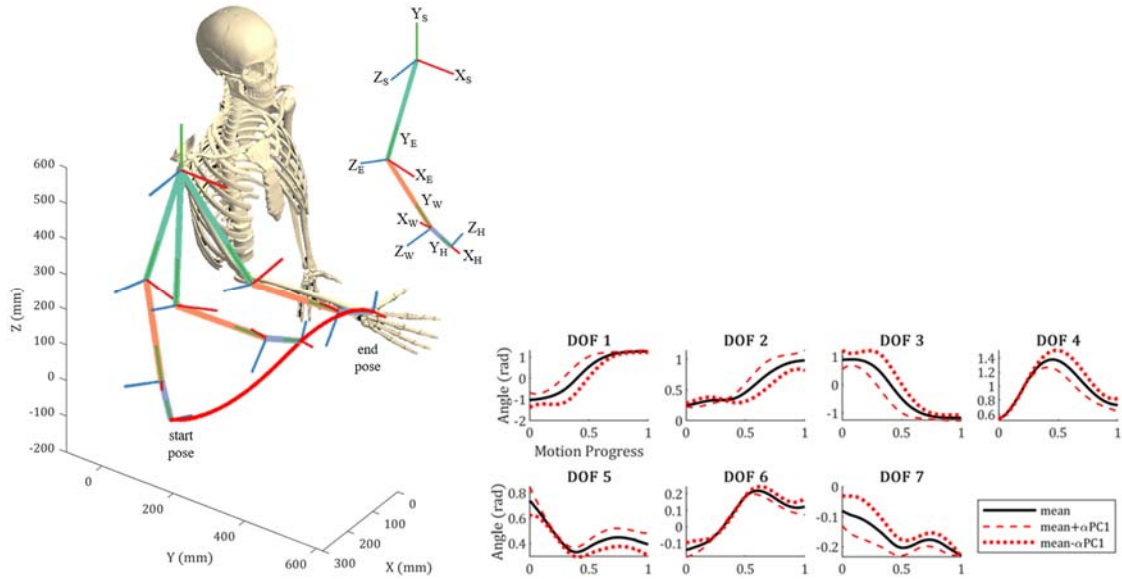 Y_S
Z_S
X_S
Y_E
Z_E
X_E
Y_W
X_W
Z_H
Z_W
Y_H
X_H
600
500
400
300
200
100
0
-100
-200
Z (mm)
start
pose
end
pose
0
200
400
600
Y (mm)
0
100
200
300
X (mm)
DOF 1
DOF 2
DOF 3
DOF 4
Angle (rad)
1
0
-1
-2
0
0.5
1
Motion Progress
1
0.5
0
0
0.5
1
1
0
-1
0
0.5
1
1.4
1.2
1
0.8
0.6
0
0.5
1
DOF 5
DOF 6
DOF 7
Angle (rad)
0.8
0.6
0.4
0
0.5
1
0.2
0.1
0
-0.1
-0.2
0
0.5
1
0
-0.1
-0.2
0
0.5
1
mean
mean+αPC1
mean-αPC1